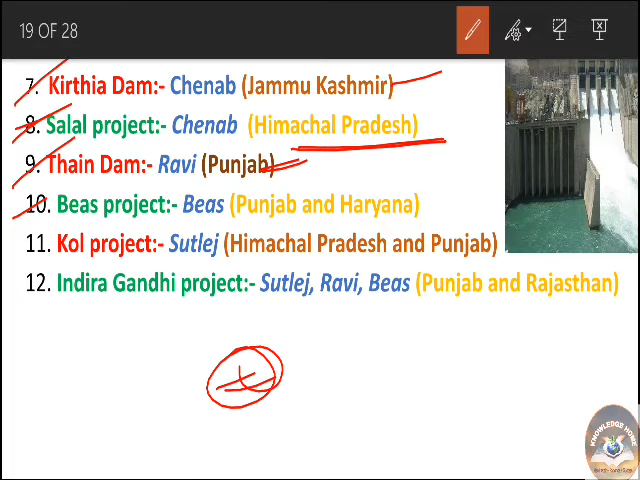 19 OF 28
7. Kirthia Dam:- Chenab (Jammu Kashmir)
8. Salal project:- Chenab (Himachal Pradesh)
9. Thain Dam:- Ravi (Punjab)
10. Beas project:- Beas (Punjab and Haryana)
11. Kol project:- Sutlej (Himachal Pradesh and Punjab)
12. Indira Gandhi project:- Sutlej, Ravi, Beas (Punjab and Rajasthan)
KNOWLEDGE HOME